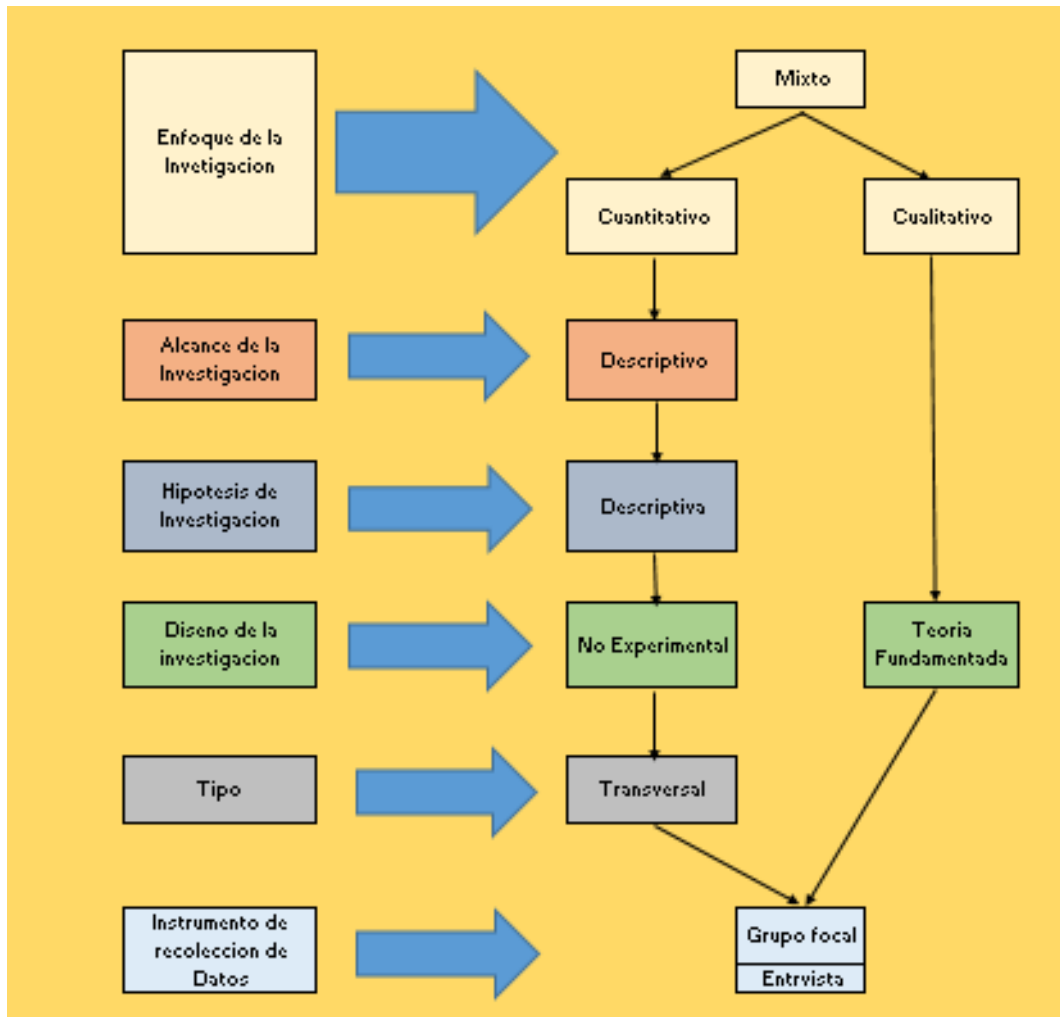 Enfoque de la
Invetigacion
Mixto
Cuantitativo
Cualitativo
Alcance de la
Investigacion
Descriptivo
Hipotesis de
Investigacion
Descriptiva
Diseno de la
investigacion
No Experimental
Teoria
Fundamentada
Tipo
Transversal
Instrumento de
recoleccion de
Datos
Grupo focal
Entrvista